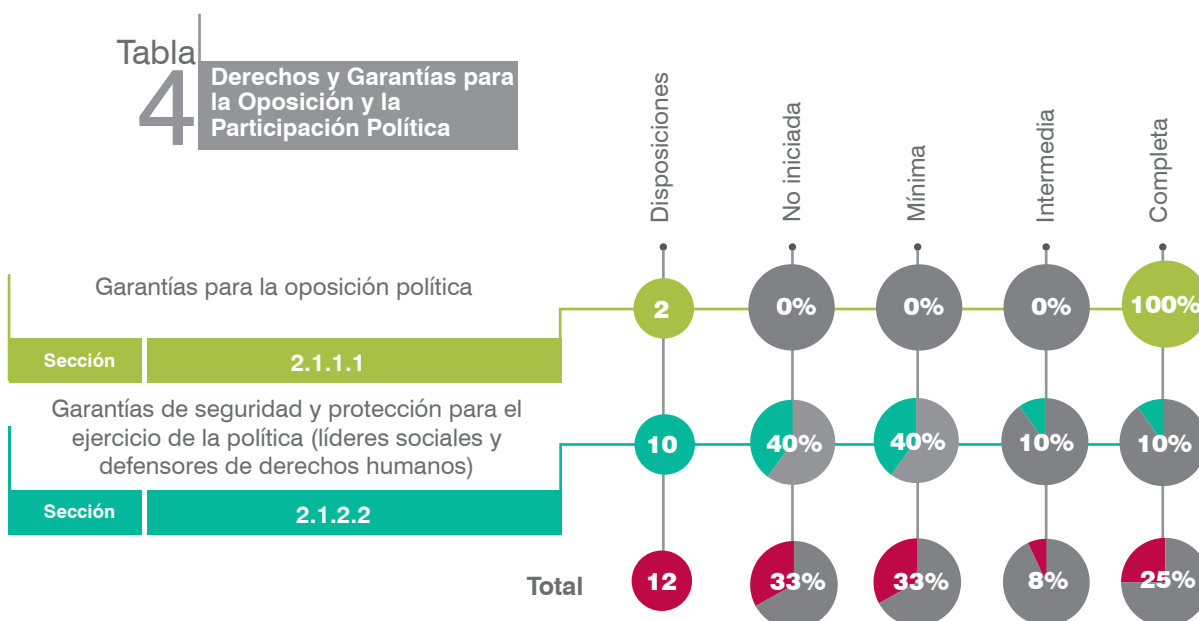 Tabla
4
Derechos y Garantías para
la Oposición y la
Participación Política
Disposiciones
No iniciada
Mínima
Intermedia
Completa
Garantías para la oposición política
2
0%
0%
0%
100%
Sección
2.1.1.1
Garantías de seguridad y protección para el
ejercicio de la política (líderes sociales y
defensores de derechos humanos)
10
40%
40%
10%
10%
Sección
2.1.2.2
Total
12
33%
33%
8%
25%